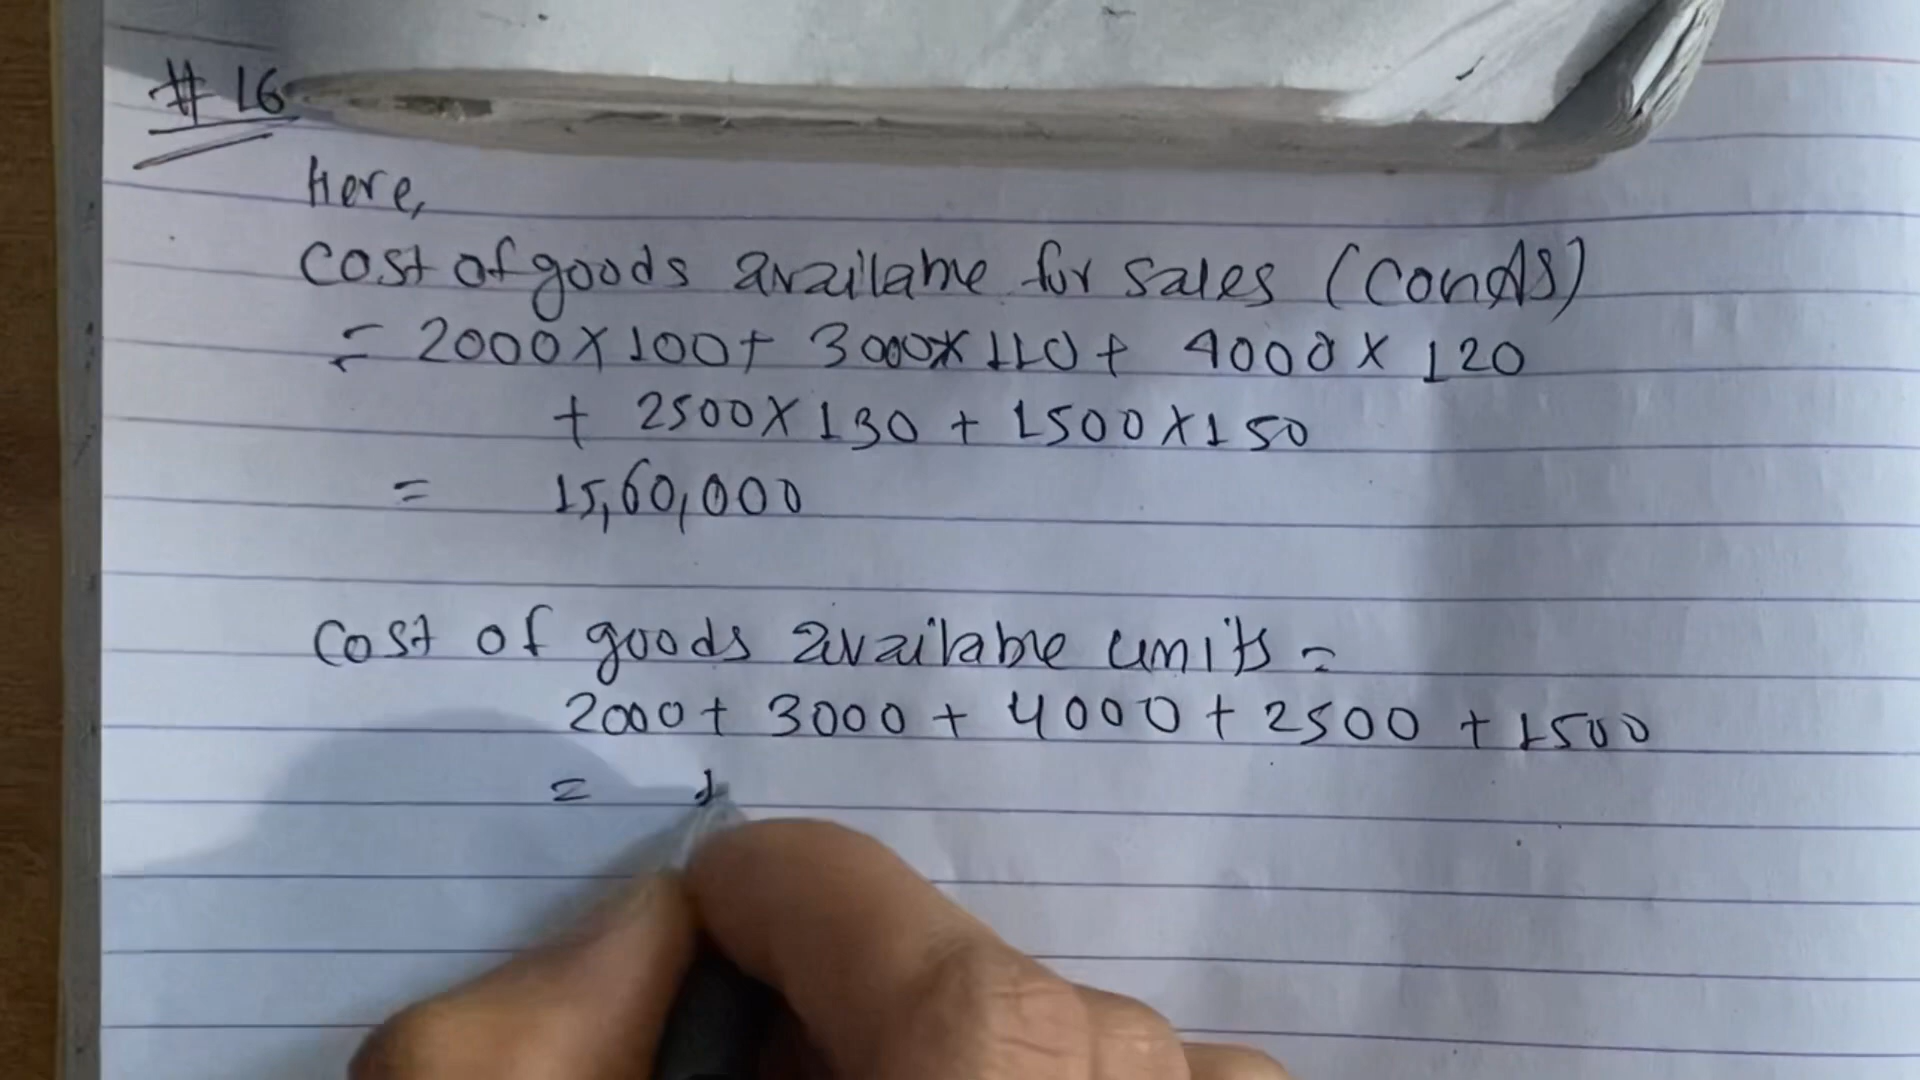 # 16
Here,
Cost of goods available for sales (COGAS)
= 2000 X 100 + 3000 X 110 + 4000 X 120
+ 2500 X 130 + 1500 X 150
= 15,60,000
Cost of goods available units =
2000 + 3000 + 4000 + 2500 + 1500
= 1